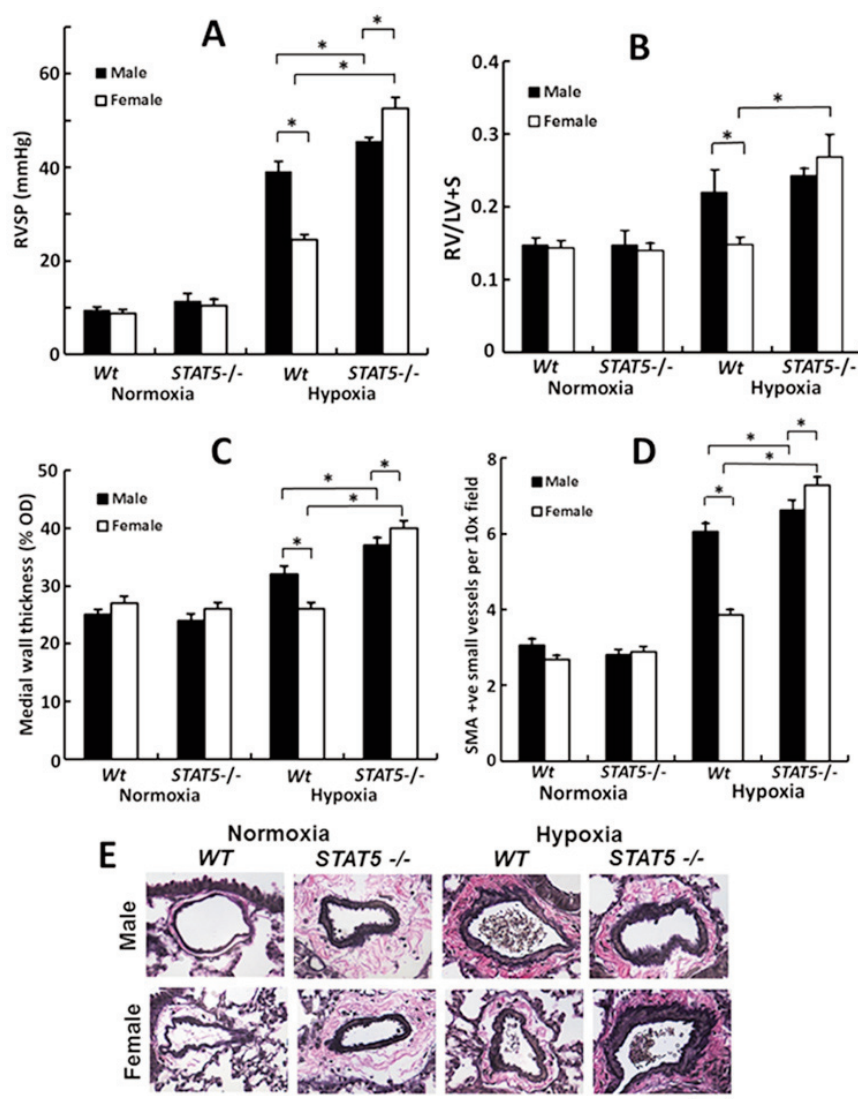 A
RVSP (mmHg)
60
40
20
10
0
Male
Female
*
*
*
*
Wt
STAT5-/-
Wt
STAT5-/-
Normoxia
Hypoxia
B
RV/LV+S
0.4
0.3
0.2
0.1
0
Male
Female
*
*
Wt
STAT5-/-
Wt
STAT5-/-
Normoxia
Hypoxia
C
Medial wall thickness (% OD)
50
40
30
20
10
0
Male
Female
*
*
*
*
Wt
STAT5-/-
Wt
STAT5-/-
Normoxia
Hypoxia
D
SMA +ve small vessels per 10x field
8
6
4
2
0
Male
Female
*
*
*
*
Wt
STAT5-/-
Wt
STAT5-/-
Normoxia
Hypoxia
E
Normoxia
Hypoxia
WT
STAT5 -/-
WT
STAT5 -/-
Male
Female